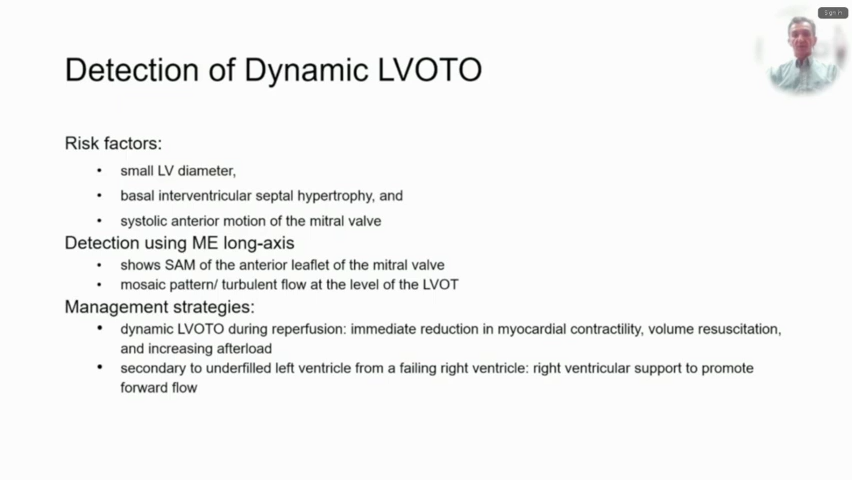 Sign in
Detection of Dynamic LVOTO
Risk factors:
• small LV diameter,
• basal interventricular septal hypertrophy, and
• systolic anterior motion of the mitral valve
Detection using ME long-axis
• shows SAM of the anterior leaflet of the mitral valve
• mosaic pattern/ turbulent flow at the level of the LVOT
Management strategies:
• dynamic LVOTO during reperfusion: immediate reduction in myocardial contractility, volume resuscitation,
and increasing afterload
• secondary to underfilled left ventricle from a failing right ventricle: right ventricular support to promote
forward flow